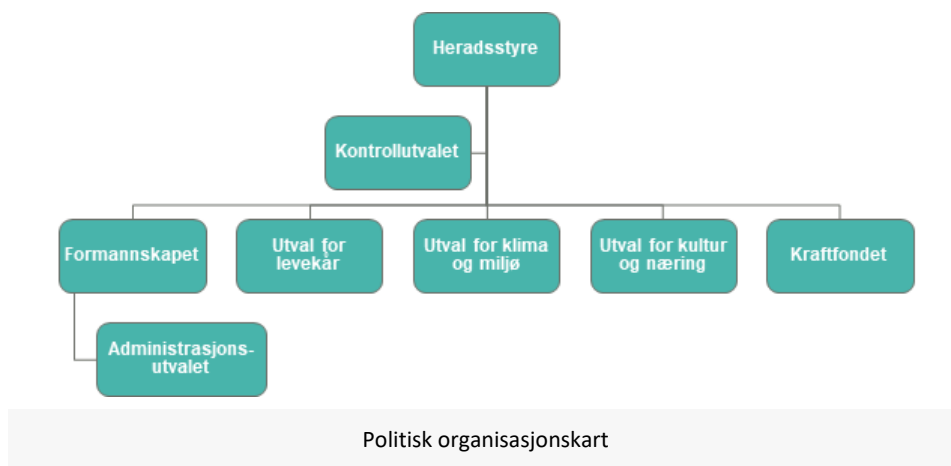 Heradsstyre
Kontrollutvalet
Formannskapet
Utval for
levekår
Utval for klima
og miljø
Utval for kultur
og næring
Kraftfondet
Administrasjons-
utvalet
Politisk organisasjonskart